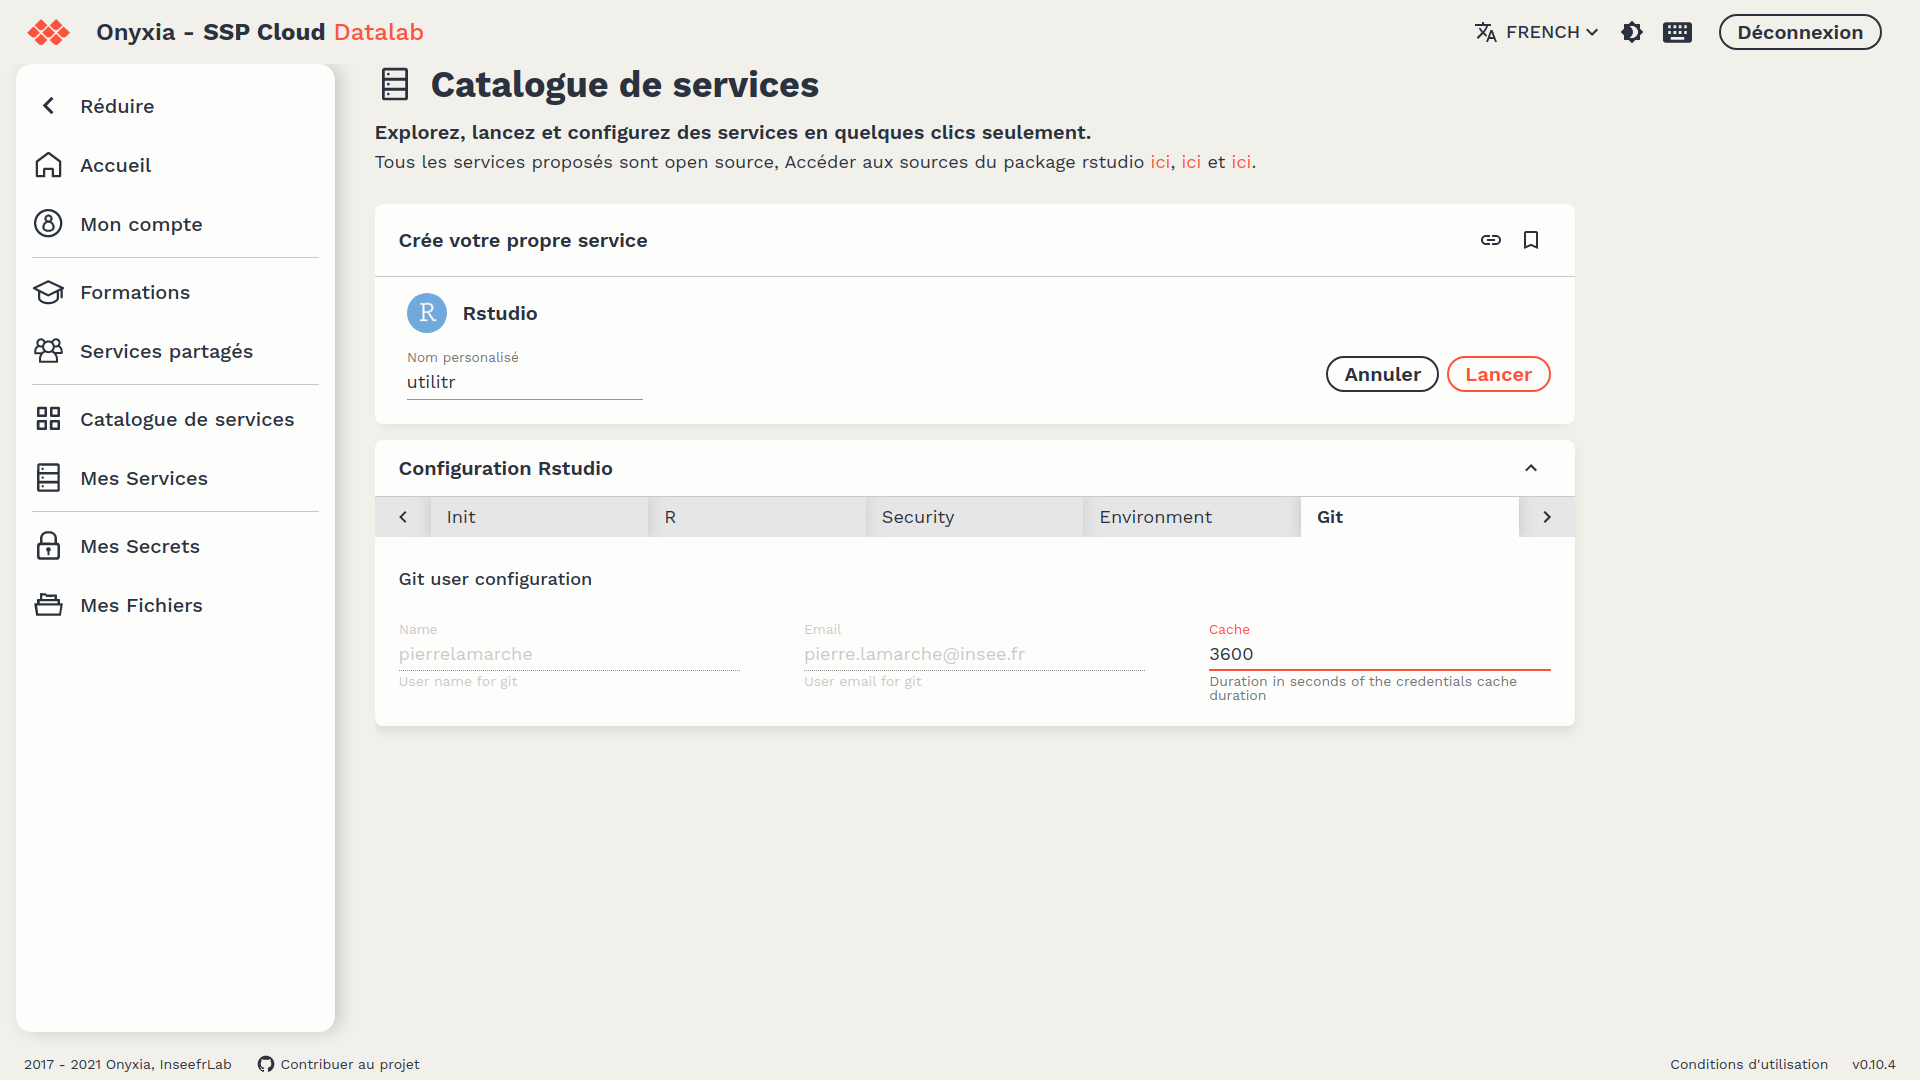 Onyxia - SSP Cloud Datalab
FRENCH
Déconnexion
Réduire
Accueil
Mon compte
Formations
Services partagés
Catalogue de services
Mes Services
Mes Secrets
Mes Fichiers
Catalogue de services
Explorez, lancez et configurez des services en quelques clics seulement.
Tous les services proposés sont open source, Accéder aux sources du package rstudio ici, ici et ici.
Crée votre propre service
R
Rstudio
Nom personalisé
utilitr
Annuler
Lancer
Configuration Rstudio
Init
R
Security
Environment
Git
Git user configuration
Name
pierrelamarche
User name for git
Email
pierre.lamarche@insee.fr
User email for git
Cache
3600
Duration in seconds of the credentials cache
duration
2017 - 2021 Onyxia, InseefrLab
Contribuer au projet
Conditions d'utilisation
v0.10.4